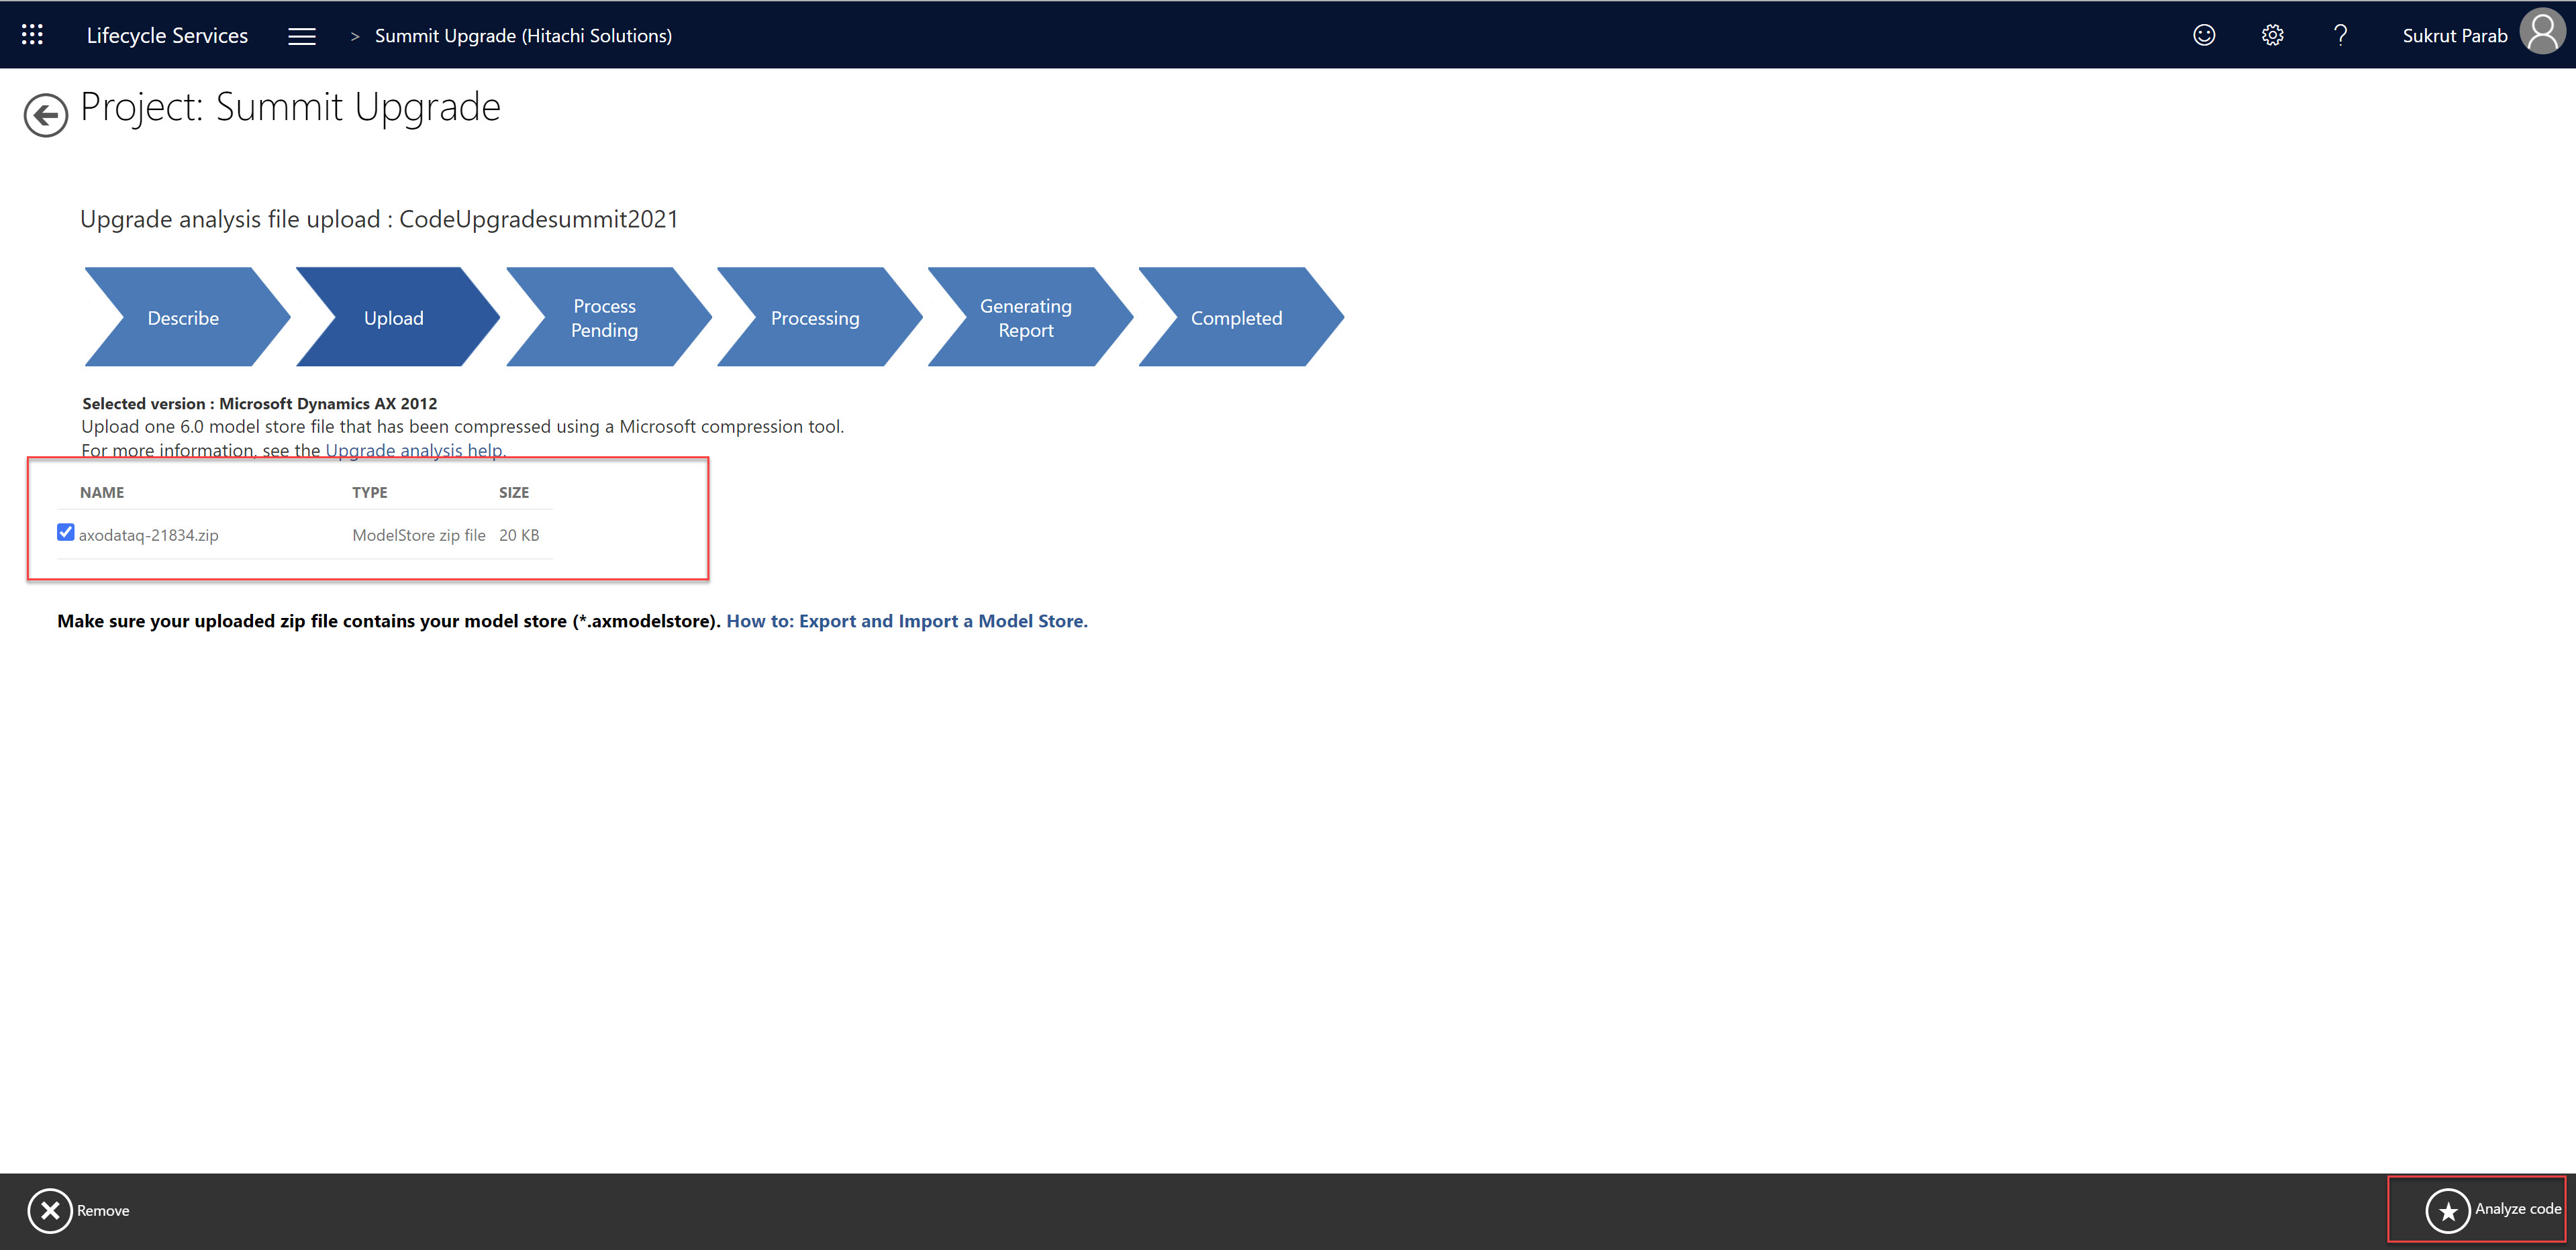 Lifecycle Services > Summit Upgrade (Hitachi Solutions) ? Sukrut Parab
Project: Summit Upgrade
Upgrade analysis file upload : CodeUpgradesummit2021
Describe
Upload
Process
Pending
Processing
Generating
Report
Completed
Selected version : Microsoft Dynamics AX 2012
Upload one 6.0 model store file that has been compressed using a Microsoft compression tool.
For more information, see the Upgrade analysis help.
NAME TYPE SIZE
axodataq-21834.zip ModelStore zip file 20 KB
Make sure your uploaded zip file contains your model store (*.axmodelstore). How to: Export and Import a Model Store.
Remove
Analyze code